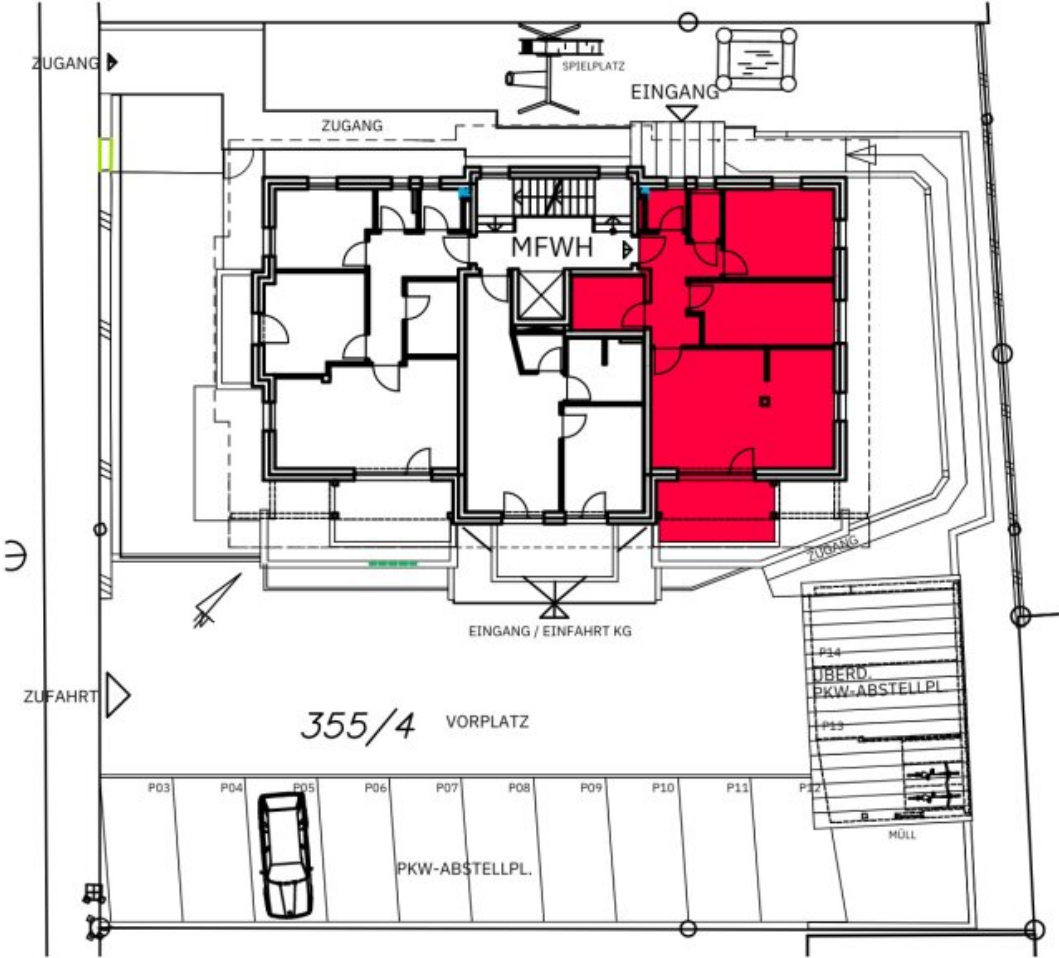 ZUGANG
SPIELPLATZ
EINGANG
ZUGANG
MFWH
ZUGANG
EINGANG / EINFAHRT KG
P14
ÜBERD.
PKW-ABSTELLPL.
P13
ZUFAHRT
355/4
VORPLATZ
P03
P04
P05
P06
P07
P08
P09
P10
P11
P12
MÜLL
PKW-ABSTELLPL.